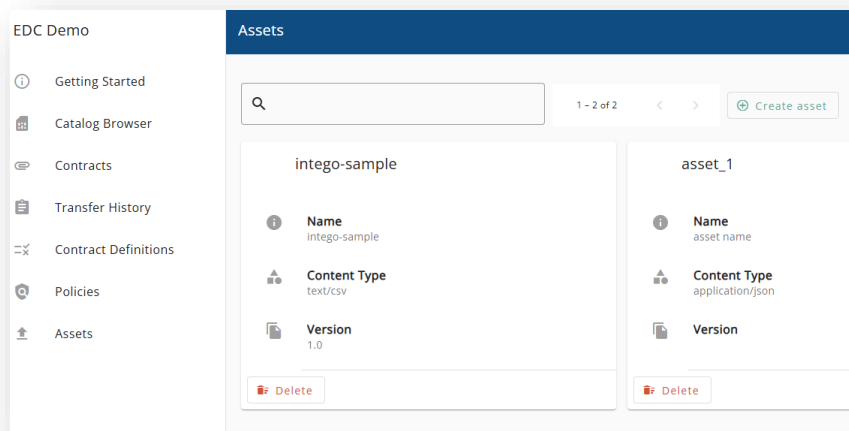 EDC Demo
Assets
Getting Started
Catalog Browser
Contracts
Transfer History
Contract Definitions
Policies
Assets
1 – 2 of 2
Create asset
intego-sample
Name
intego-sample
Content Type
text/csv
Version
1.0
Delete
asset_1
Name
asset name
Content Type
application/json
Version
Delete